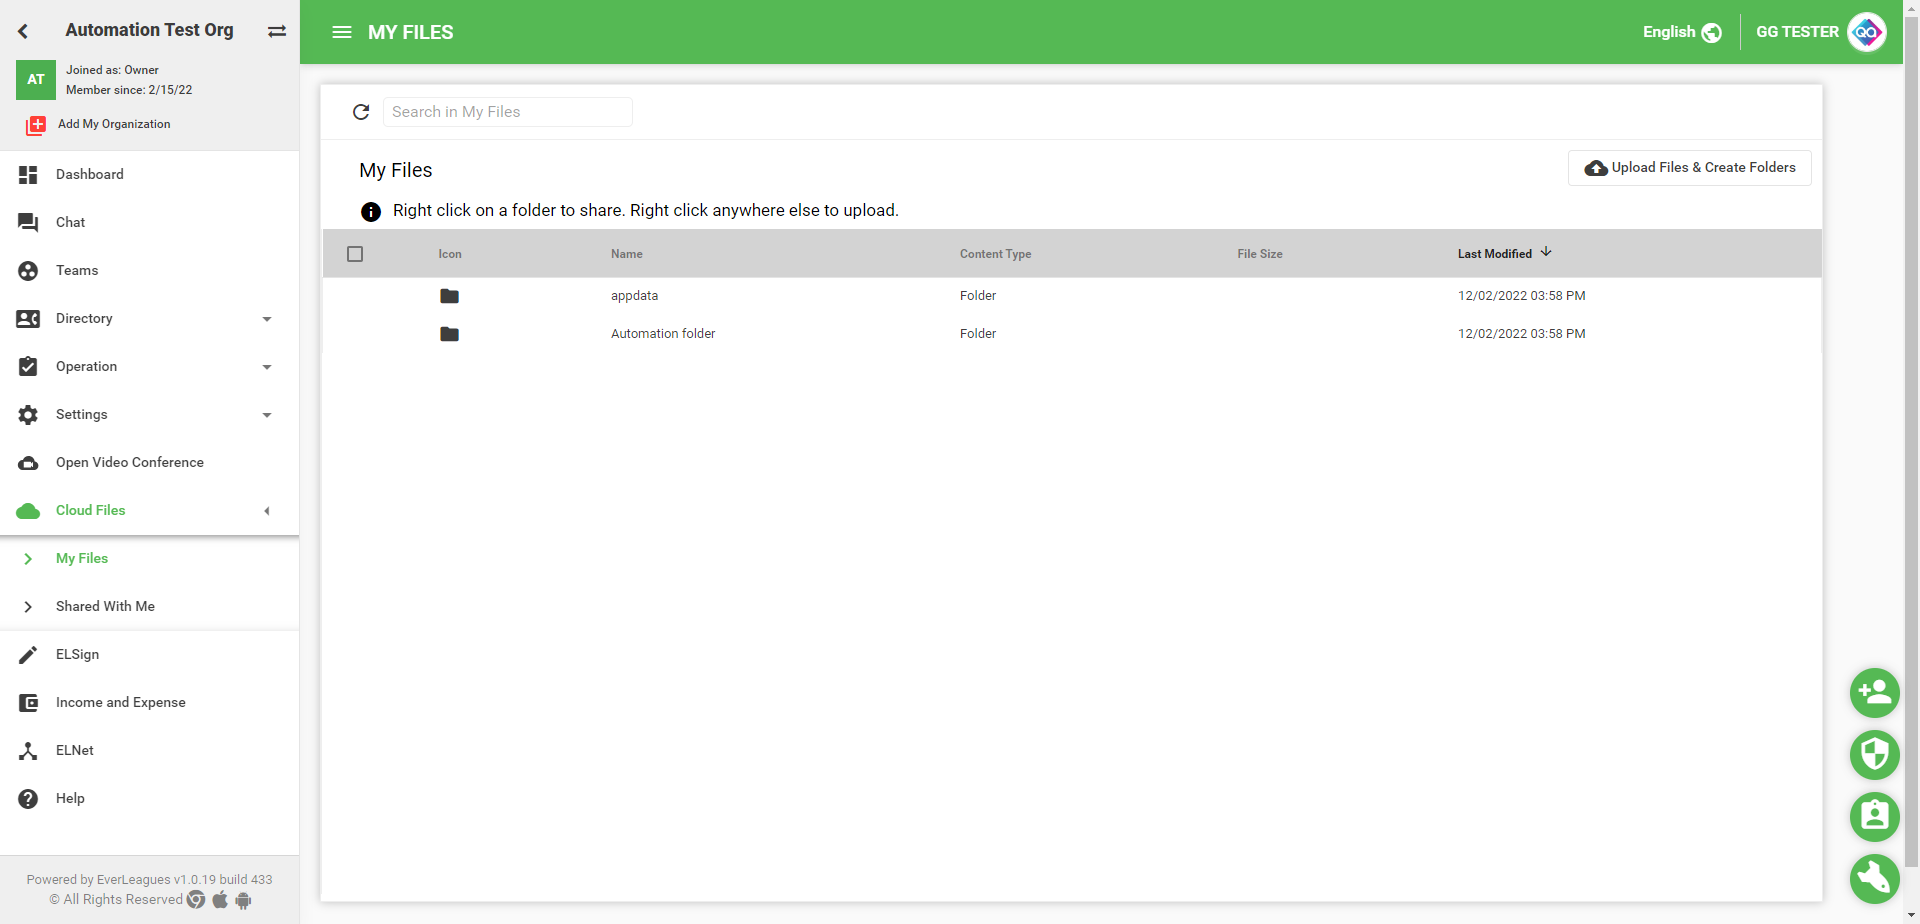 Automation Test Org
AT
Joined as: Owner
Member since: 2/15/22
Add My Organization
Dashboard
Chat
Teams
Directory
Operation
Settings
Open Video Conference
Cloud Files
My Files
Shared With Me
ELSign
Income and Expense
ELNet
Help
Powered by EverLeagues v1.0.19 build 433
© All Rights Reserved
MY FILES
English
GG TESTER
QA
Search in My Files
My Files
Upload Files & Create Folders
Right click on a folder to share. Right click anywhere else to upload.
Icon Name Content Type File Size Last Modified
appdata Folder 12/02/2022 03:58 PM
Automation folder Folder 12/02/2022 03:58 PM